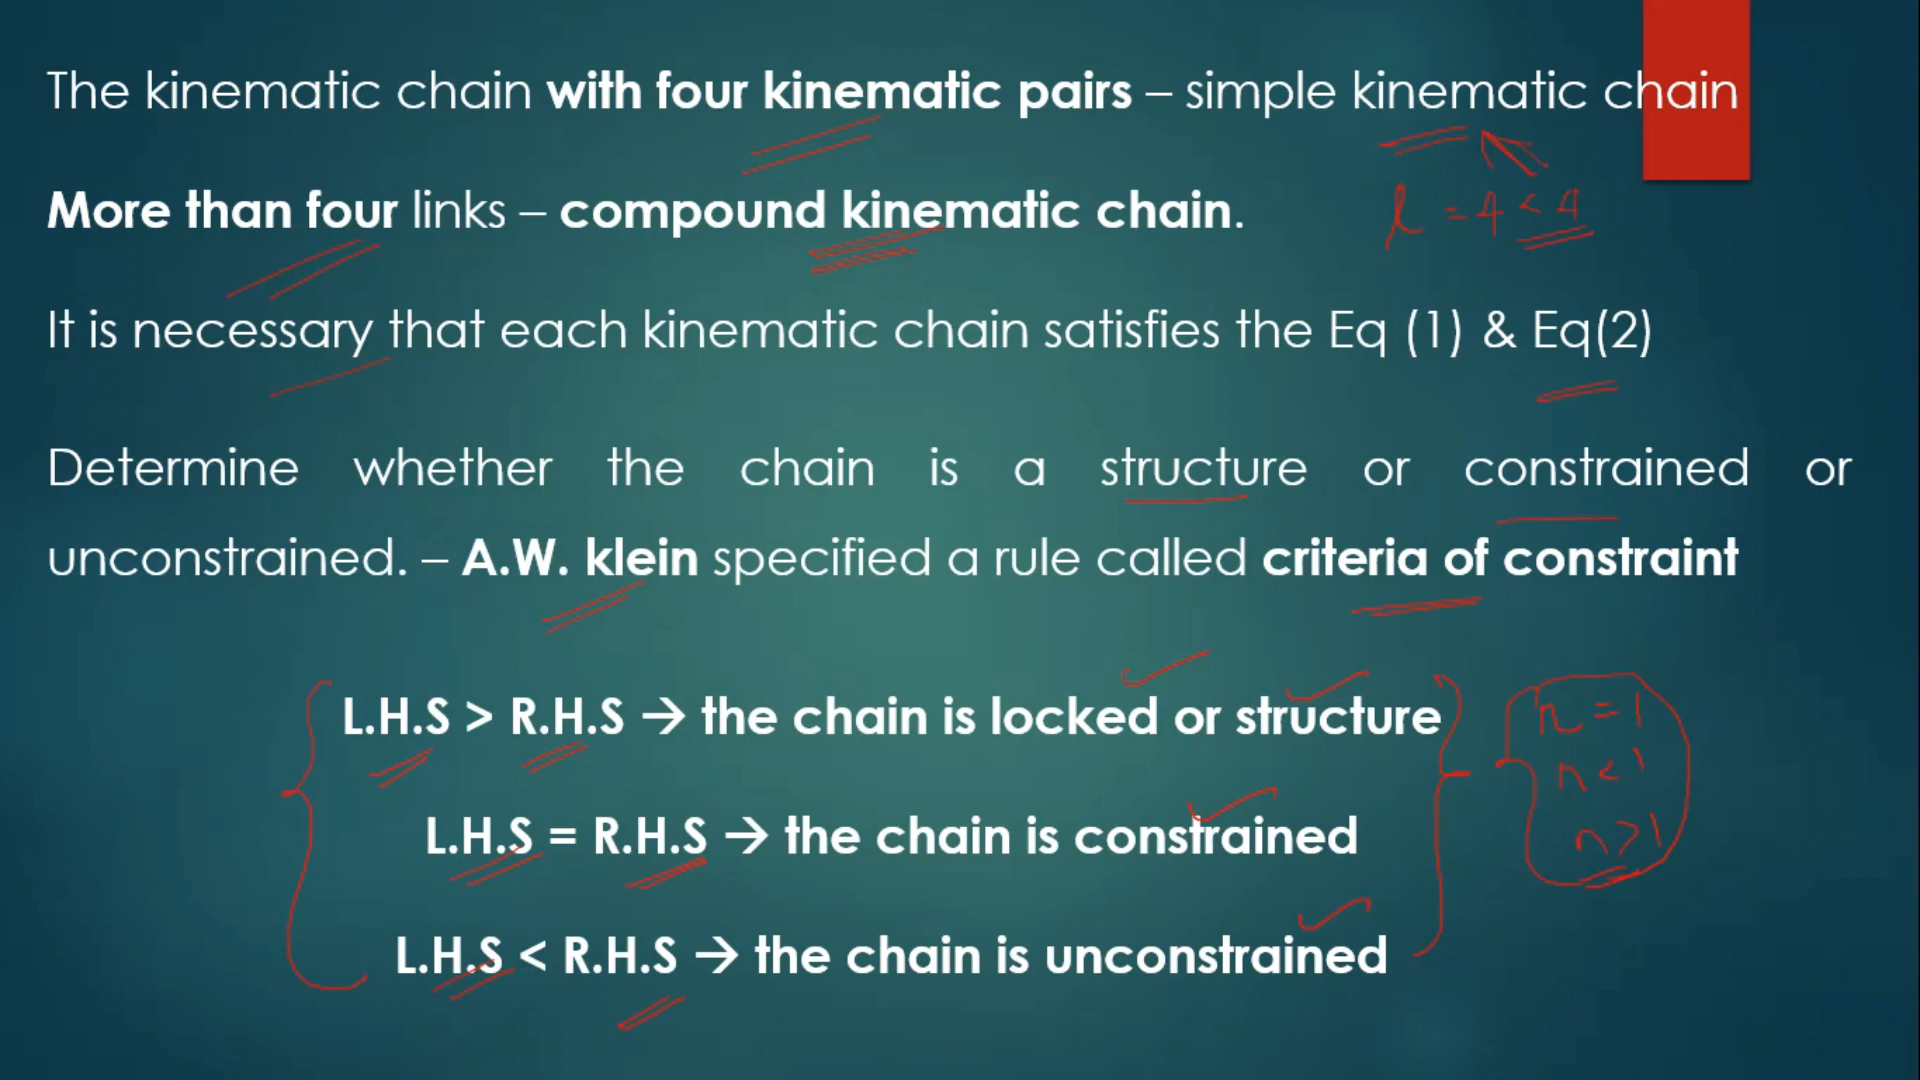 The kinematic chain with four kinematic pairs – simple kinematic chain
More than four links – compound kinematic chain.
l = 4 < 4
It is necessary that each kinematic chain satisfies the Eq (1) & Eq(2)
Determine whether the chain is a structure or constrained or
unconstrained. – A.W. klein specified a rule called criteria of constraint
L.H.S > R.H.S → the chain is locked or structure
n = 1
n < 1
L.H.S = R.H.S → the chain is constrained
n > 1
L.H.S < R.H.S → the chain is unconstrained